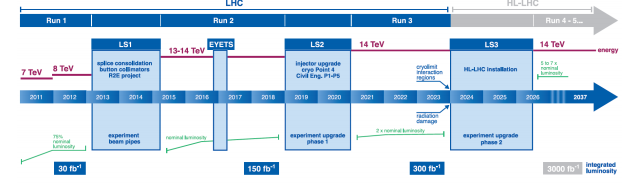 LHC
HL-LHC
Run 1
Run 2
Run 3
Run 4 - 5...
LS1
splice consolidation
button collimators
R2E project
13-14 TeV
EYETS
LS2
injector upgrade
cryo Point 4
Civil Eng. P1-P5
14 TeV
cryolimit
interaction
regions
LS3
HL-LHC installation
14 TeV
energy
7 TeV
8 TeV
5 to 7 x
nominal
luminosity
2011
2012
2013
2014
2015
2016
2017
2018
2019
2020
2021
2022
2023
2024
2025
2026
2037
75%
nominal
luminosity
experiment
beam pipes
nominal luminosity
experiment upgrade
phase 1
2 x nominal luminosity
radiation
damage
experiment upgrade
phase 2
30 fb-1
150 fb-1
300 fb-1
3000 fb-1
integrated
luminosity